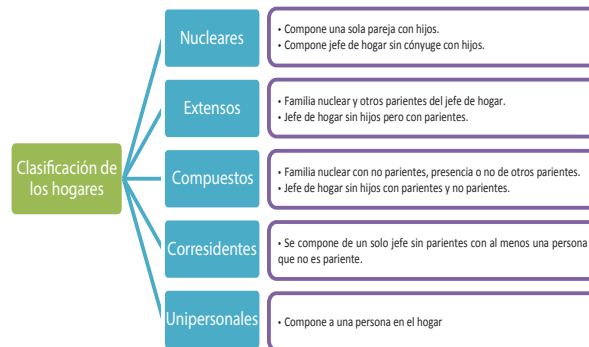 Clasificación de
los hogares
Nucleares
• Compone una sola pareja con hijos.
• Compone jefe de hogar sin cónyuge con hijos.
Extensos
• Familia nuclear y otros parientes del jefe de hogar.
• Jefe de hogar sin hijos pero con parientes.
Compuestos
• Familia nuclear con no parientes, presencia o no de otros parientes.
• Jefe de hogar sin hijos con parientes y no parientes.
Corresidentes
• Se compone de un solo jefe sin parientes con al menos una persona
que no es pariente.
Unipersonales
• Compone a una persona en el hogar